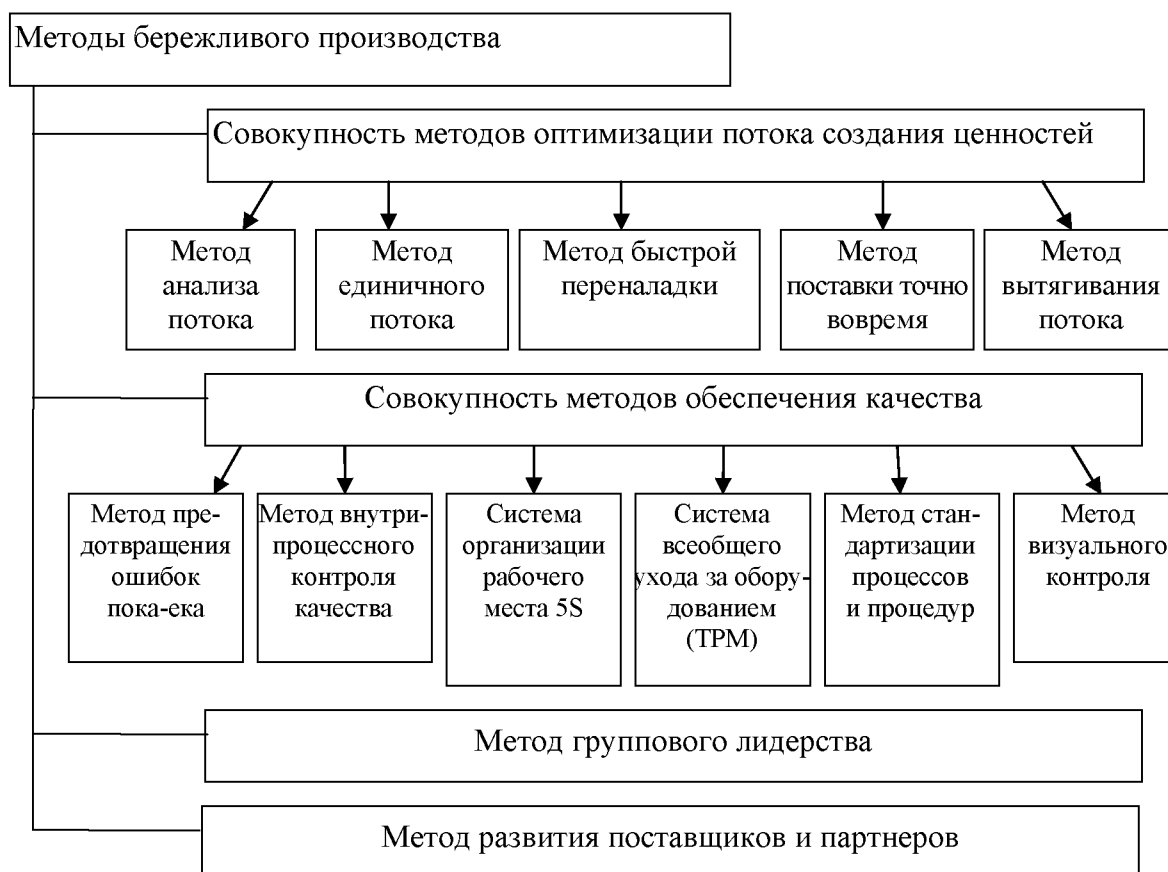 Методы бережливого производства
Совокупность методов оптимизации потока создания ценностей
Метод
анализа
потока
Метод
единичного
потока
Метод быстрой
переналадки
Метод
поставки точно
вовремя
Метод
вытягивания
потока
Совокупность методов обеспечения качества
Метод пре-
дотвращения
ошибок
пока-ека
Метод внутри-
процессного
контроля
качества
Система
организации
рабочего
места 5S
Система
всеобщего
ухода за обору-
дованием
(ТРМ)
Метод стан-
дартизации
процессов
и процедур
Метод
визуального
контроля
Метод группового лидерства
Метод развития поставщиков и партнеров